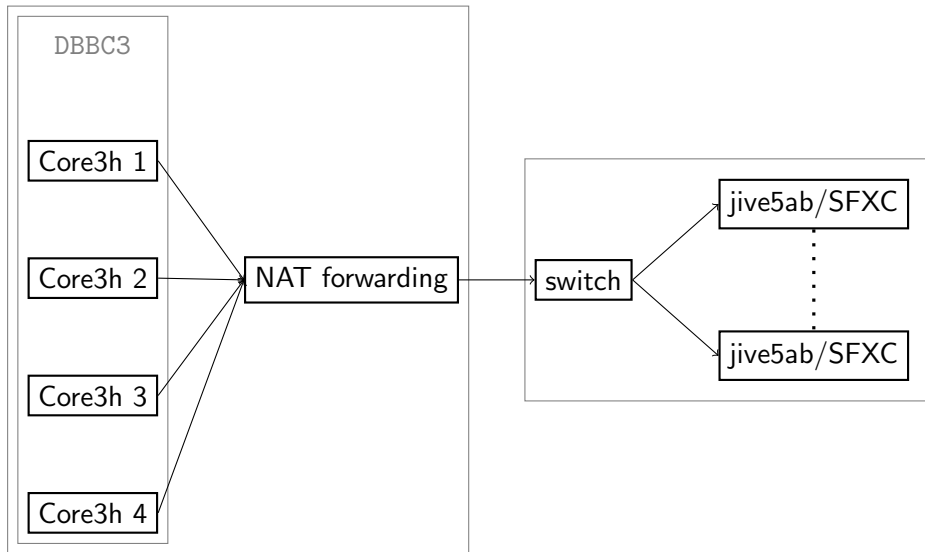 DBBC3
Core3h 1
Core3h 2
Core3h 3
Core3h 4
NAT forwarding
switch
jive5ab/SFXC
jive5ab/SFXC